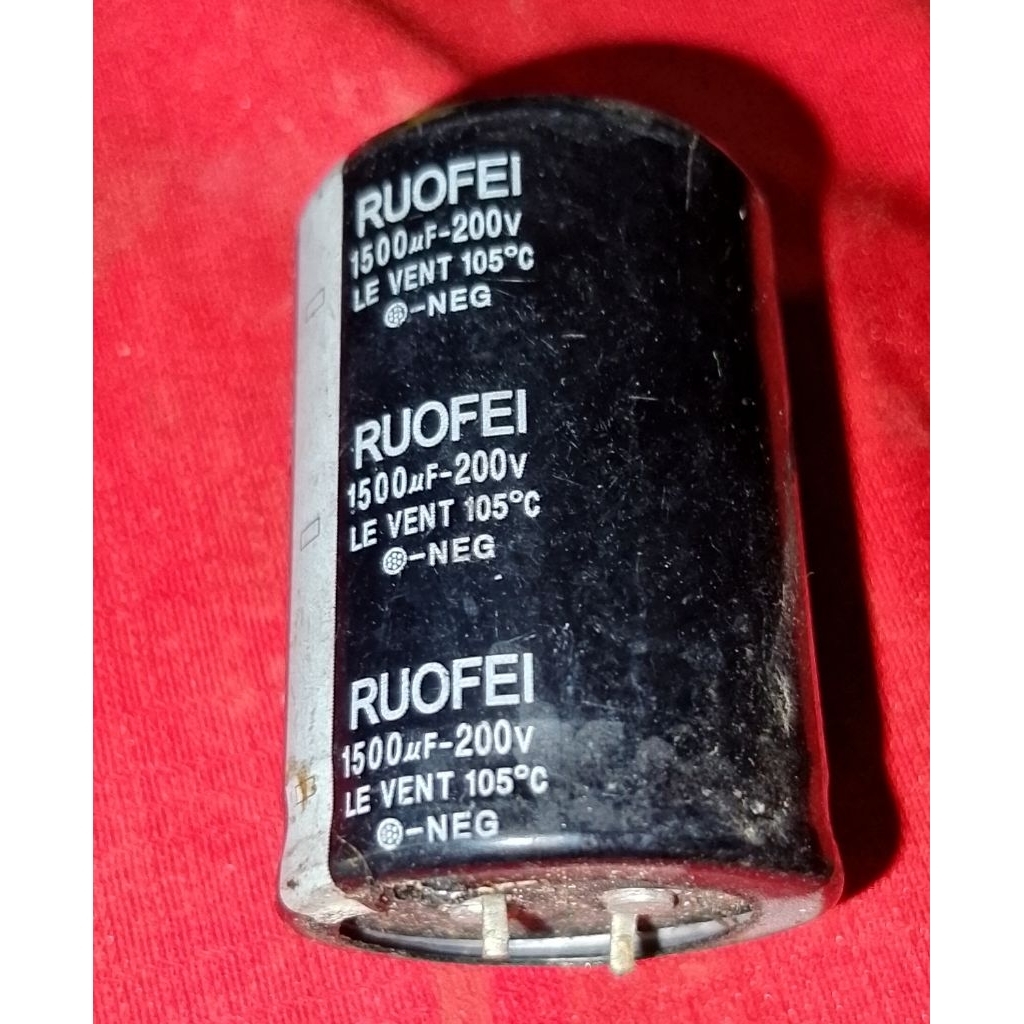 RUOFEI
1500µF-200V
LE VENT 105°C
-NEG
RUOFEI
1500µF-200V
LE VENT 105°C
-NEG
RUOFEI
1500µF-200V
LE VENT 105°C
-NEG